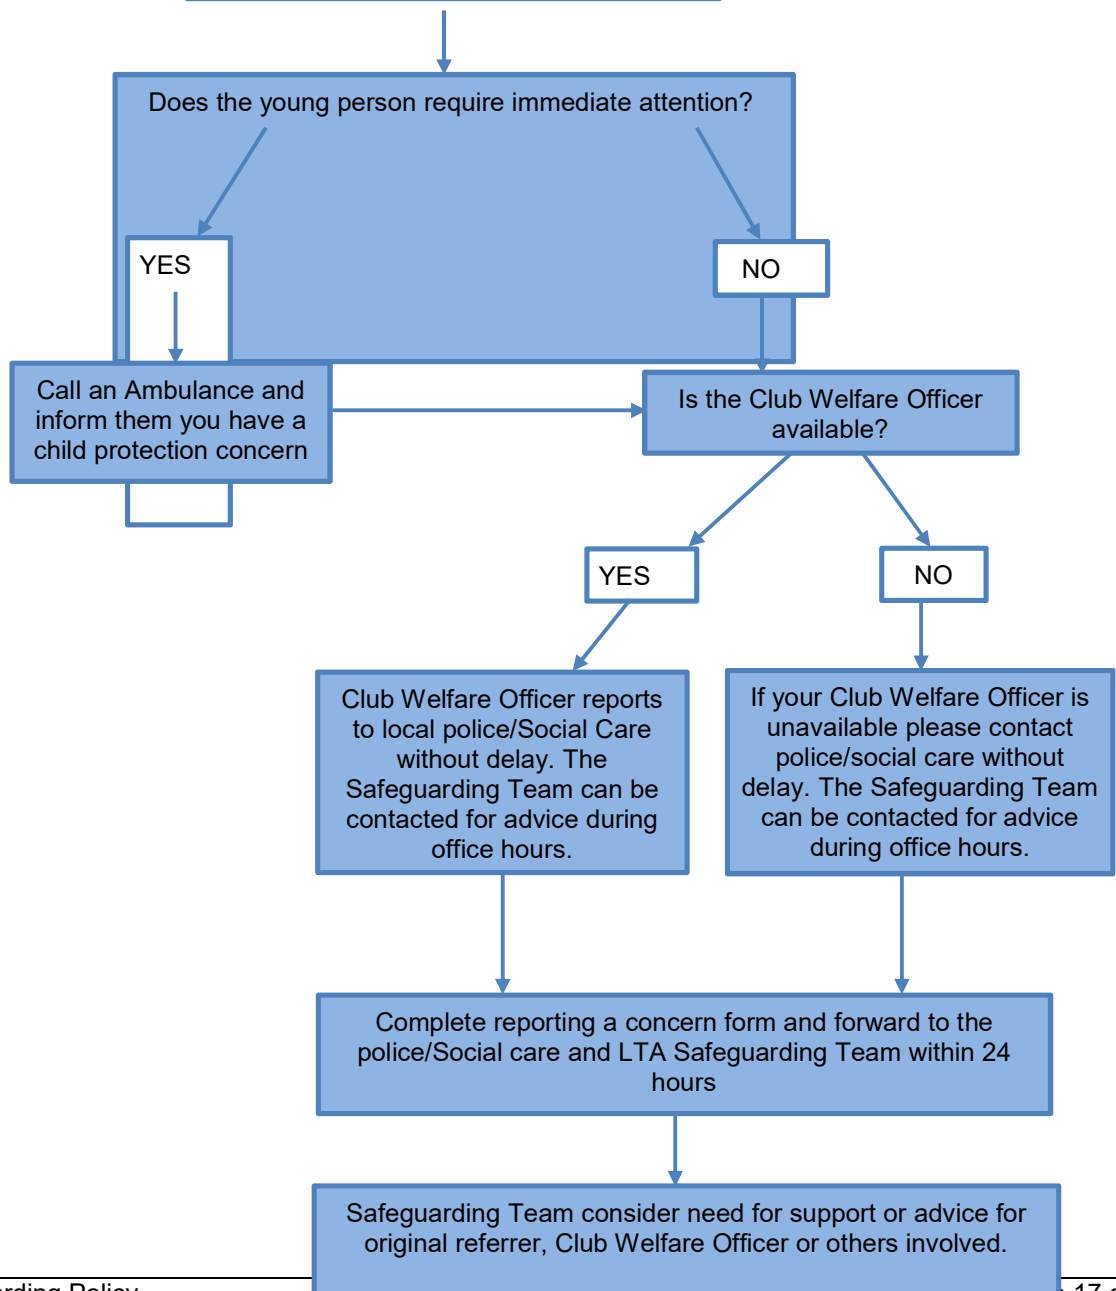 Does the young person require immediate attention?
YES
NO
Call an Ambulance and
inform them you have a
child protection concern
Is the Club Welfare Officer
available?
YES
NO
Club Welfare Officer reports
to local police/Social Care
without delay. The
Safeguarding Team can be
contacted for advice during
office hours.
If your Club Welfare Officer is
unavailable please contact
police/social care without
delay. The Safeguarding Team
can be contacted for advice
during office hours.
Complete reporting a concern form and forward to the
police/Social care and LTA Safeguarding Team within 24
hours
Safeguarding Team consider need for support or advice for
original referrer, Club Welfare Officer or others involved.
Policy
17